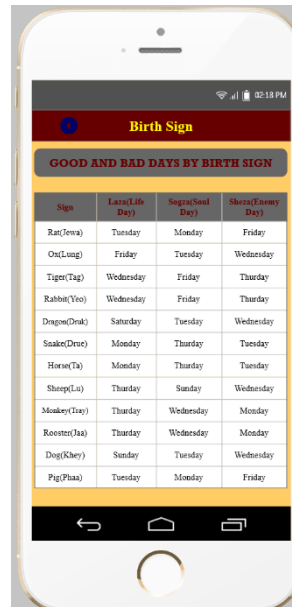 02:18 PM
Birth Sign
GOOD AND BAD DAYS BY BIRTH SIGN
Sign Laza(Life Day) Sogza(Soul Day) Sheza(Enemy Day)
Rat(Jewa) Tuesday Monday Friday
Ox(Lung) Friday Tuesday Wednesday
Tiger(Tag) Wednesday Friday Thurday
Rabbit(Yeo) Wednesday Friday Thurday
Dragon(Druk) Saturday Tuesday Wednesday
Snake(Drue) Monday Thurday Tuesday
Horse(Ta) Monday Thurday Tuesday
Sheep(Lu) Thurday Sunday Wednesday
Monkey(Tray) Thurday Wednesday Monday
Rooster(Jaa) Thurday Wednesday Monday
Dog(Khey) Sunday Tuesday Wednesday
Pig(Phaa) Tuesday Monday Friday